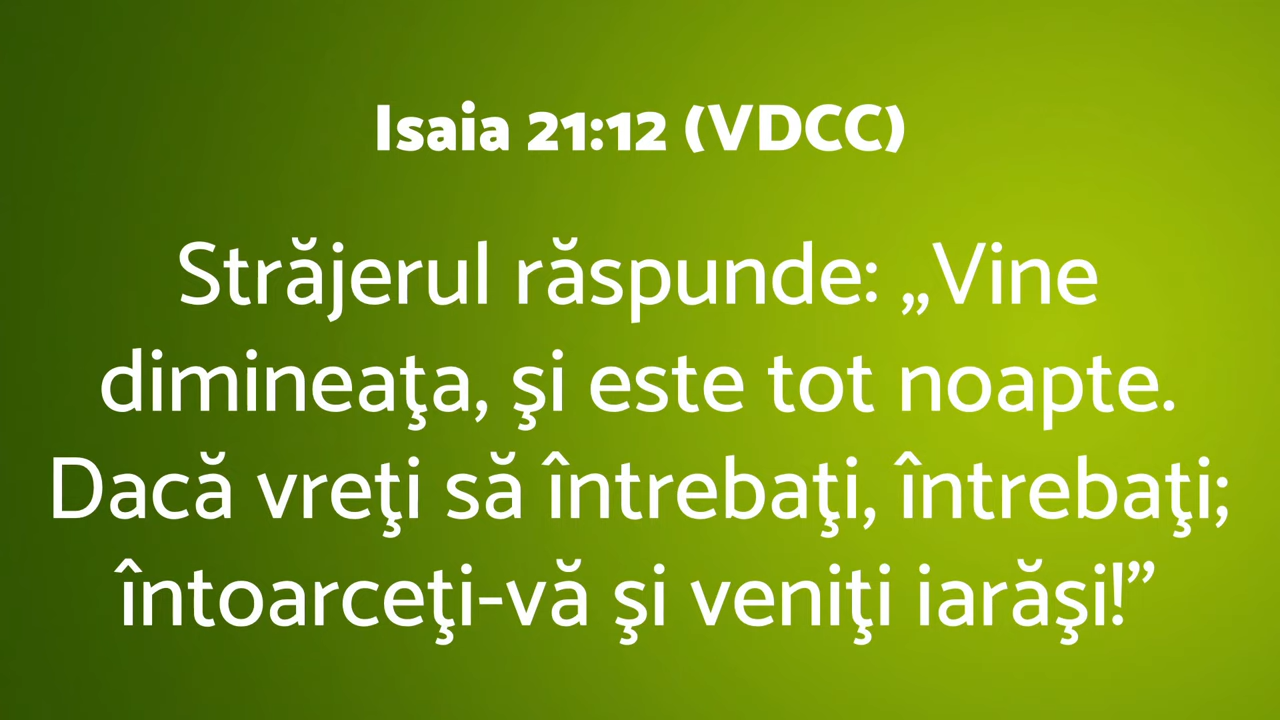 Isaia 21:12 (VDCC)
Străjerul răspunde: „Vine
dimineaţa, şi este tot noapte.
Dacă vreţi să întrebaţi, întrebaţi;
întoarceţi-vă şi veniţi iarăşi!”